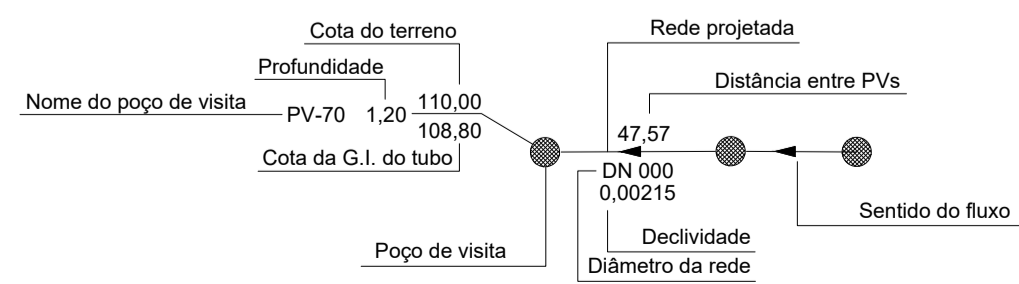 Cota do terreno
Rede projetada
Profundidade
Distância entre PVs
Nome do poço de visita
PV-70 1,20 110,00
108,80
47,57
Cota da G.I. do tubo
DN 000
0,00215
Sentido do fluxo
Poço de visita
Declividade
Diâmetro da rede